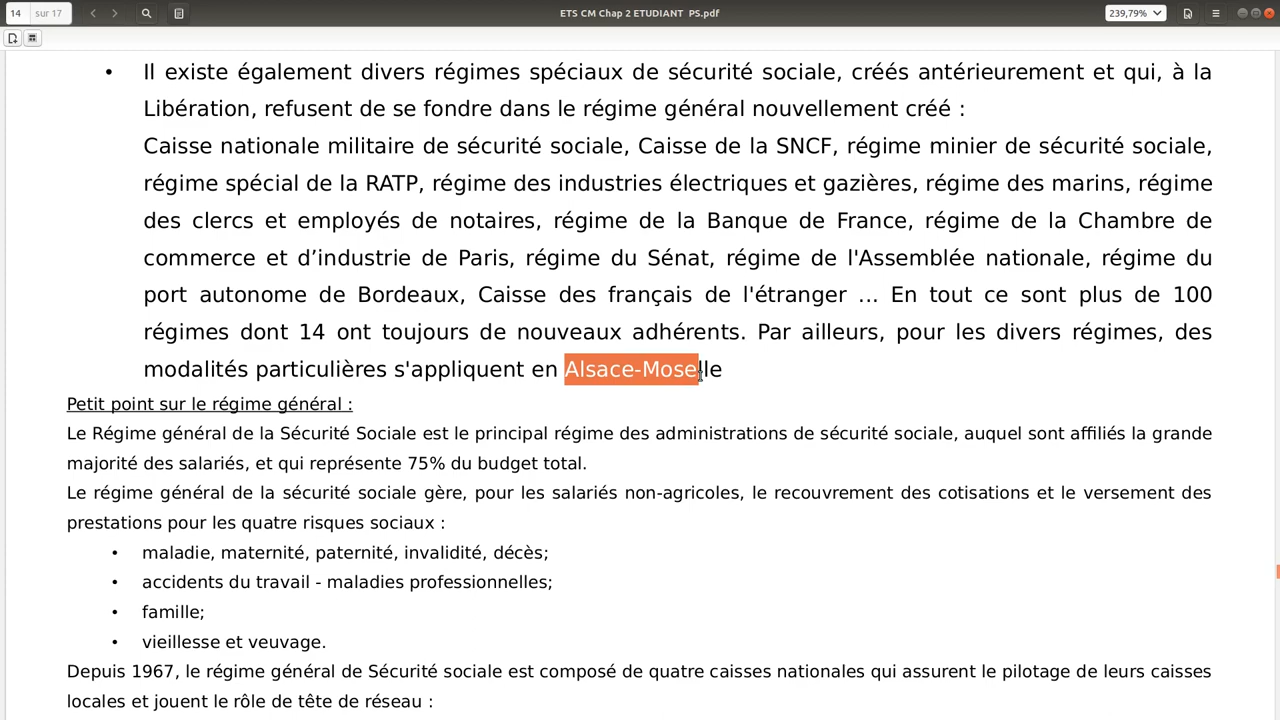 14 sur 17 ETS CM Chap 2 ETUDIANT PS.pdf 239,79%
• Il existe également divers régimes spéciaux de sécurité sociale, créés antérieurement et qui, à la
Libération, refusent de se fondre dans le régime général nouvellement créé :
Caisse nationale militaire de sécurité sociale, Caisse de la SNCF, régime minier de sécurité sociale,
régime spécial de la RATP, régime des industries électriques et gazières, régime des marins, régime
des clercs et employés de notaires, régime de la Banque de France, régime de la Chambre de
commerce et d’industrie de Paris, régime du Sénat, régime de l'Assemblée nationale, régime du
port autonome de Bordeaux, Caisse des français de l'étranger ... En tout ce sont plus de 100
régimes dont 14 ont toujours de nouveaux adhérents. Par ailleurs, pour les divers régimes, des
modalités particulières s'appliquent en Alsace-Moselle
Petit point sur le régime général :
Le Régime général de la Sécurité Sociale est le principal régime des administrations de sécurité sociale, auquel sont affiliés la grande
majorité des salariés, et qui représente 75% du budget total.
Le régime général de la sécurité sociale gère, pour les salariés non-agricoles, le recouvrement des cotisations et le versement des
prestations pour les quatre risques sociaux :
• maladie, maternité, paternité, invalidité, décès;
• accidents du travail - maladies professionnelles;
• famille;
• vieillesse et veuvage.
Depuis 1967, le régime général de Sécurité sociale est composé de quatre caisses nationales qui assurent le pilotage de leurs caisses
locales et jouent le rôle de tête de réseau :